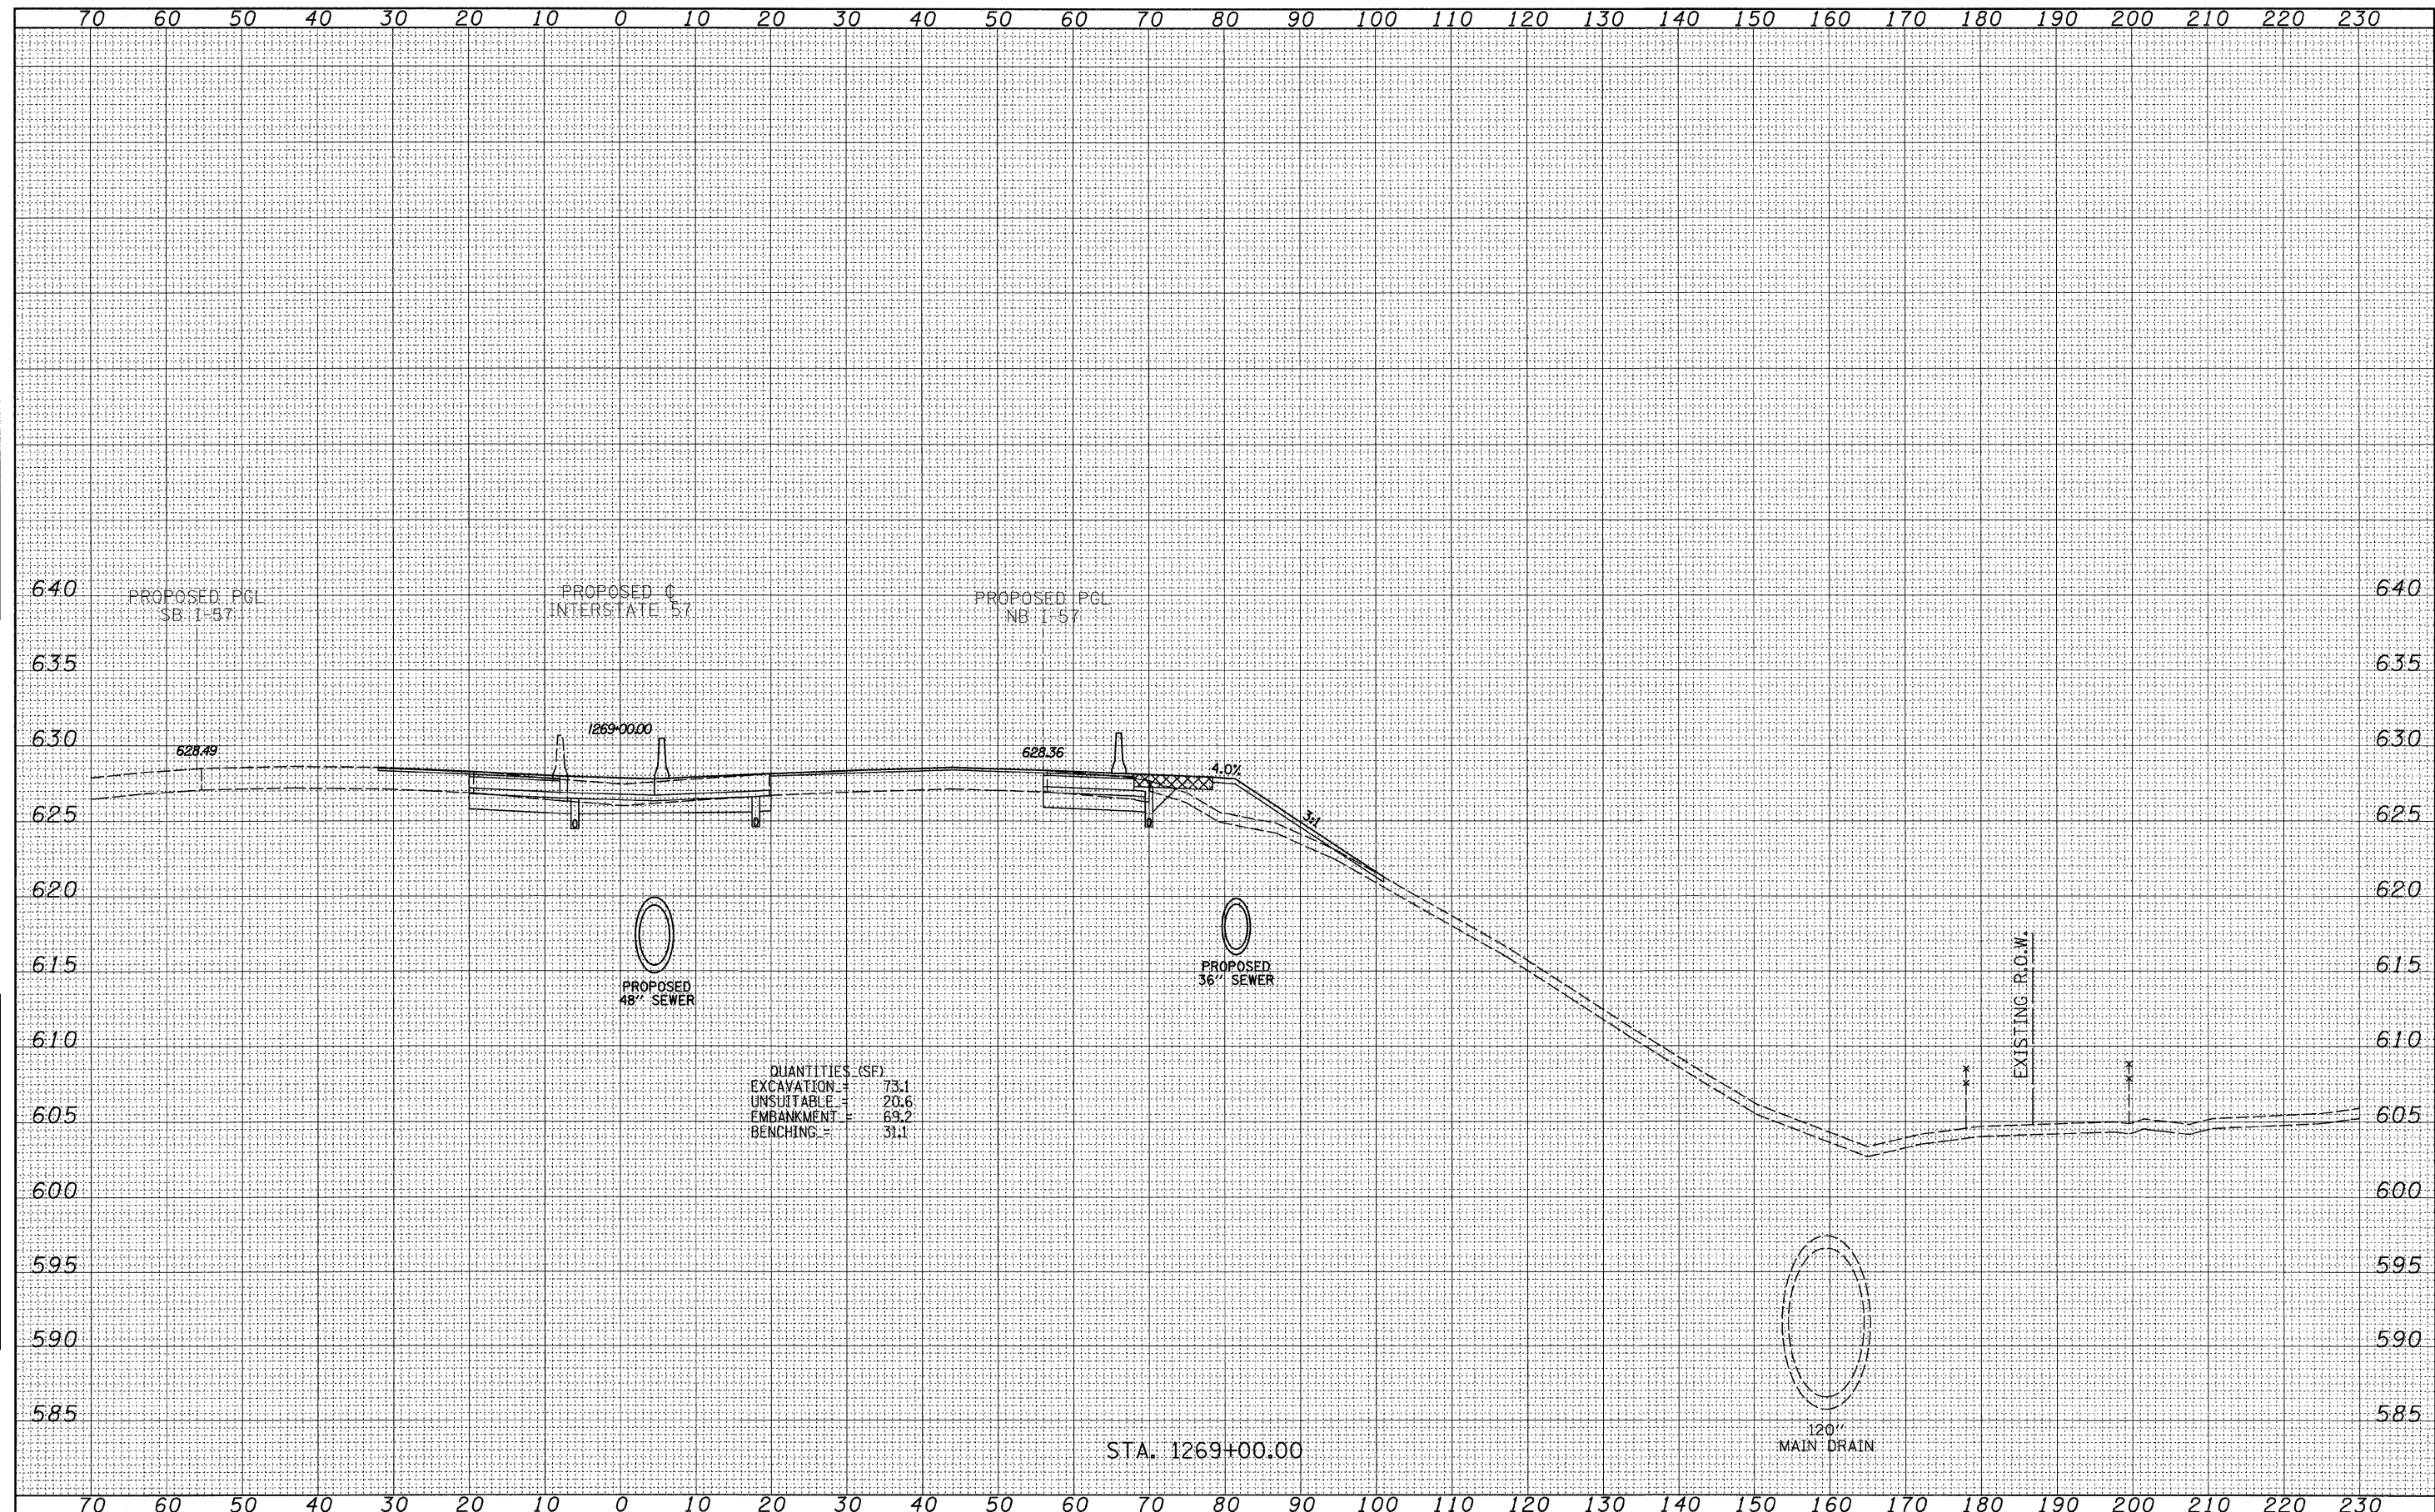 70 60 50 40 30 20 10 0 10 20 30 40 50 60 70 80 90 100 110 120 130 140 150 160 170 180 190 200 210 220 230
640 640
PROPOSED PGL
SB I-57
PROPOSED ℄
INTERSTATE 57
PROPOSED PGL
NB I-57
635 635
1269+00.00
630 630
628.49
628.36
4.0%
625 625
3:1
620 620
615 615
PROPOSED
48" SEWER
PROPOSED
36" SEWER
EXISTING R.O.W.
610 610
QUANTITIES (SF)
EXCAVATION = 73.1
UNSUITABLE = 20.6
EMBANKMENT = 69.2
BENCHING = 31.1
605 605
600 600
595 595
590 590
585 585
120"
MAIN DRAIN
STA. 1269+00.00
70 60 50 40 30 20 10 0 10 20 30 40 50 60 70 80 90 100 110 120 130 140 150 160 170 180 190 200 210 220 230